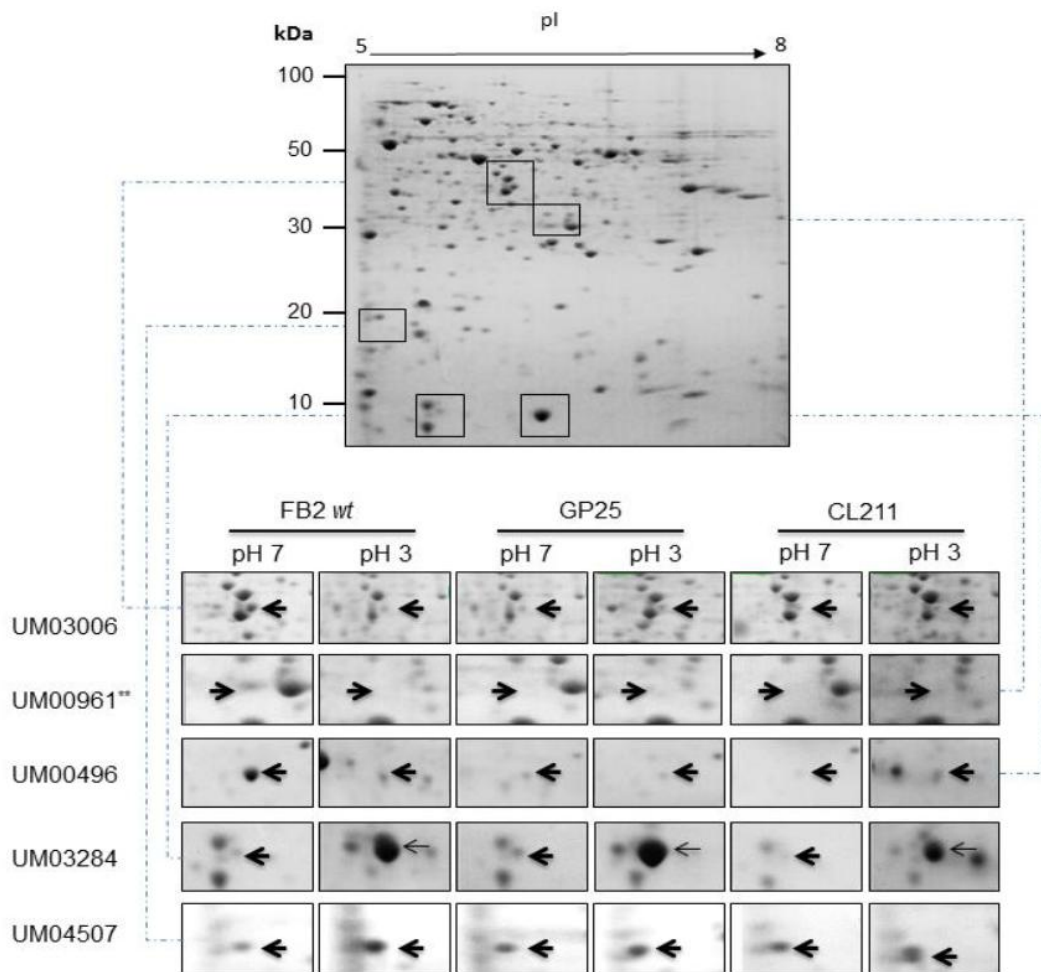 pI
kDa
5 8
100
50
30
20
10
FB2 wt GP25 CL211
pH 7 pH 3 pH 7 pH 3 pH 7 pH 3
UM03006
UM00961**
UM00496
UM03284
UM04507